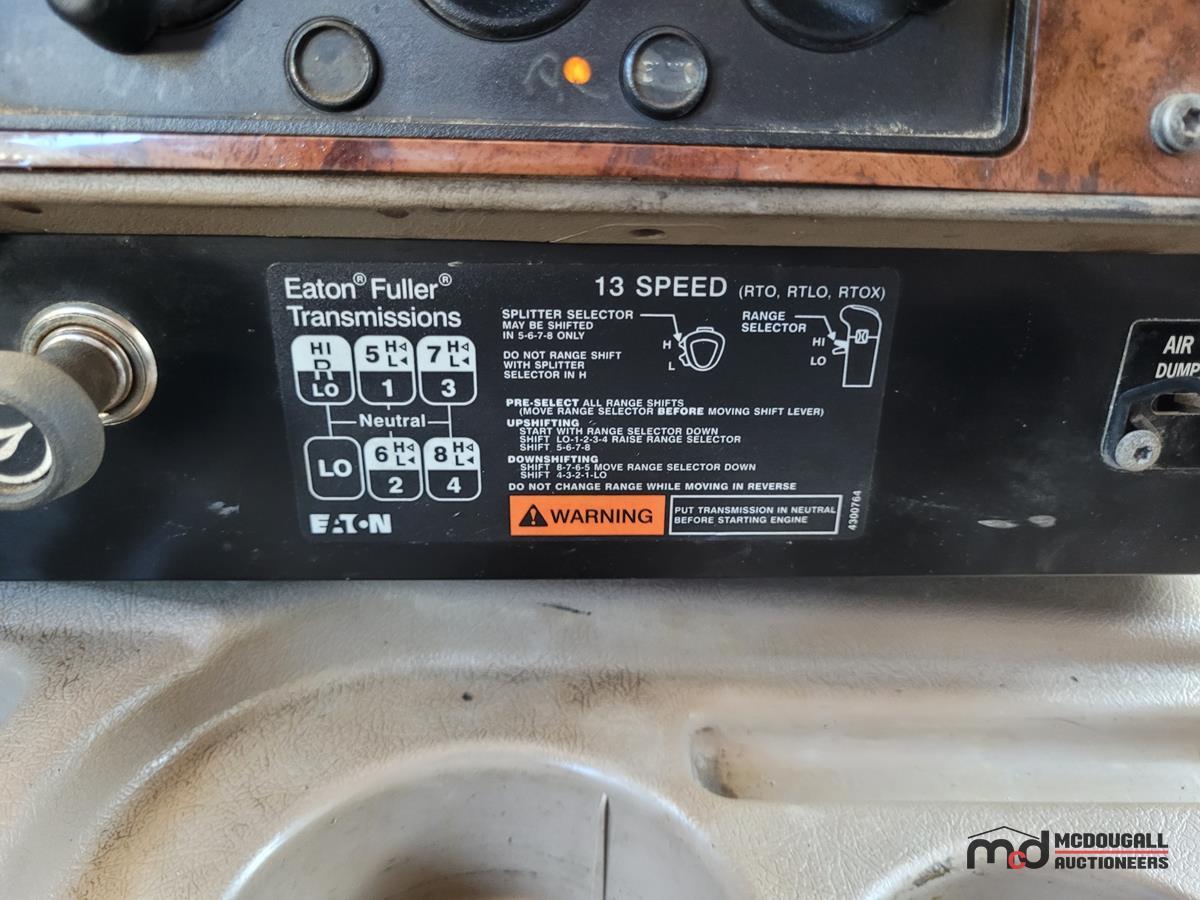 Eaton® Fuller®
Transmissions
HI
R
LO
5 H
L
1
7 H
L
3
Neutral
LO
6 H
L
2
8 H
L
4
EATON
13 SPEED (RTO, RTLO, RTOX)
SPLITTER SELECTOR
MAY BE SHIFTED
IN 5-6-7-8 ONLY
DO NOT RANGE SHIFT
WITH SPLITTER
SELECTOR IN H
H
L
RANGE
SELECTOR
HI
LO
PRE-SELECT ALL RANGE SHIFTS
(MOVE RANGE SELECTOR BEFORE MOVING SHIFT LEVER)
UPSHIFTING
START WITH RANGE SELECTOR DOWN
SHIFT LO-1-2-3-4 RAISE RANGE SELECTOR
SHIFT 5-6-7-8
DOWNSHIFTING
SHIFT 8-7-6-5 MOVE RANGE SELECTOR DOWN
SHIFT 4-3-2-1-LO
DO NOT CHANGE RANGE WHILE MOVING IN REVERSE
WARNING
PUT TRANSMISSION IN NEUTRAL
BEFORE STARTING ENGINE
4300764
AIR
DUMP
mcd MCDOUGALL
AUCTIONEERS